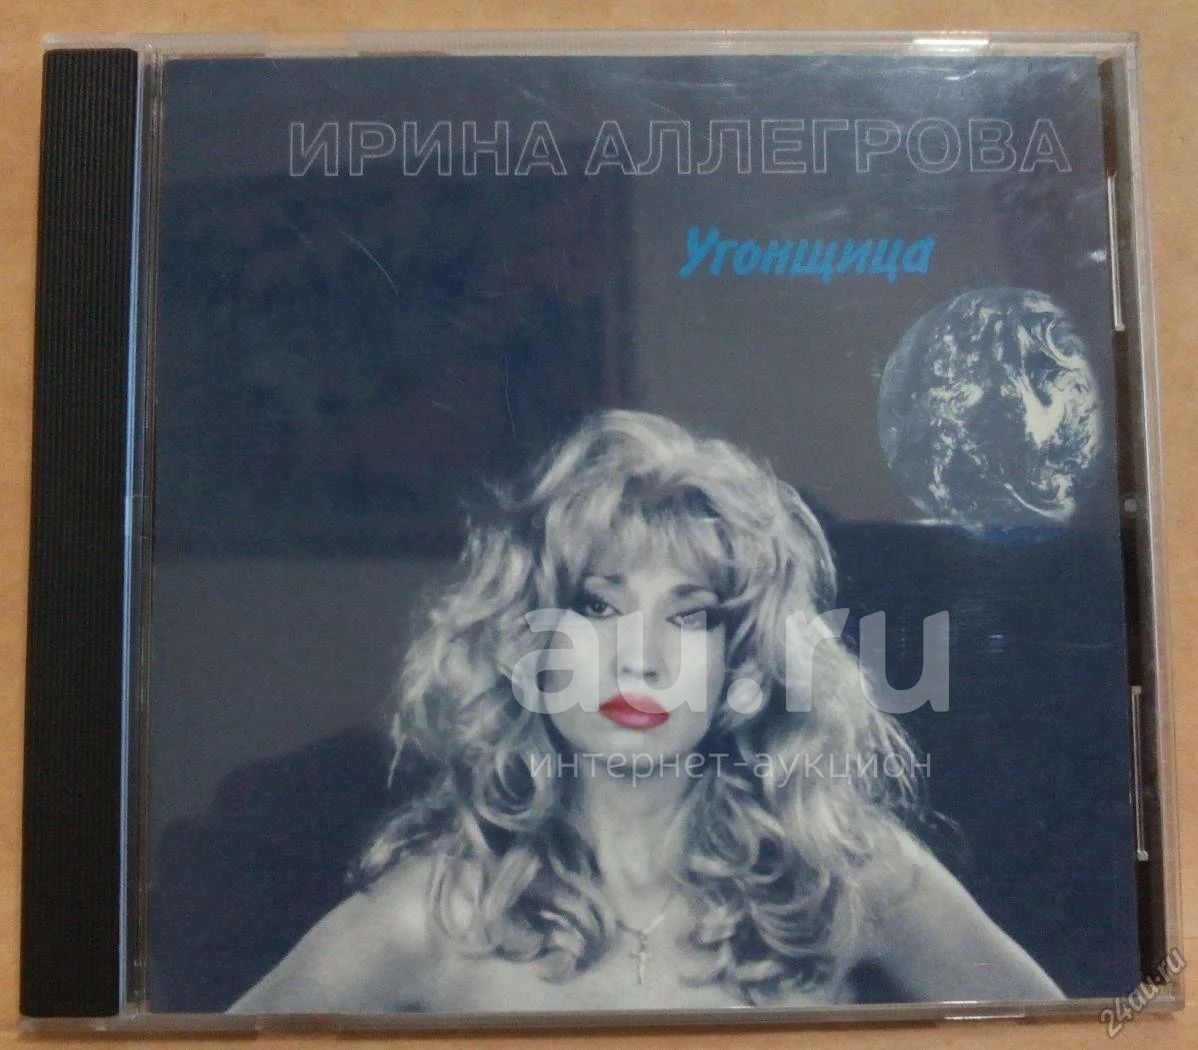 ИРИНА АЛЛЕГРОВА
Угонщица
au.ru
интернет-аукцион
24au.ru